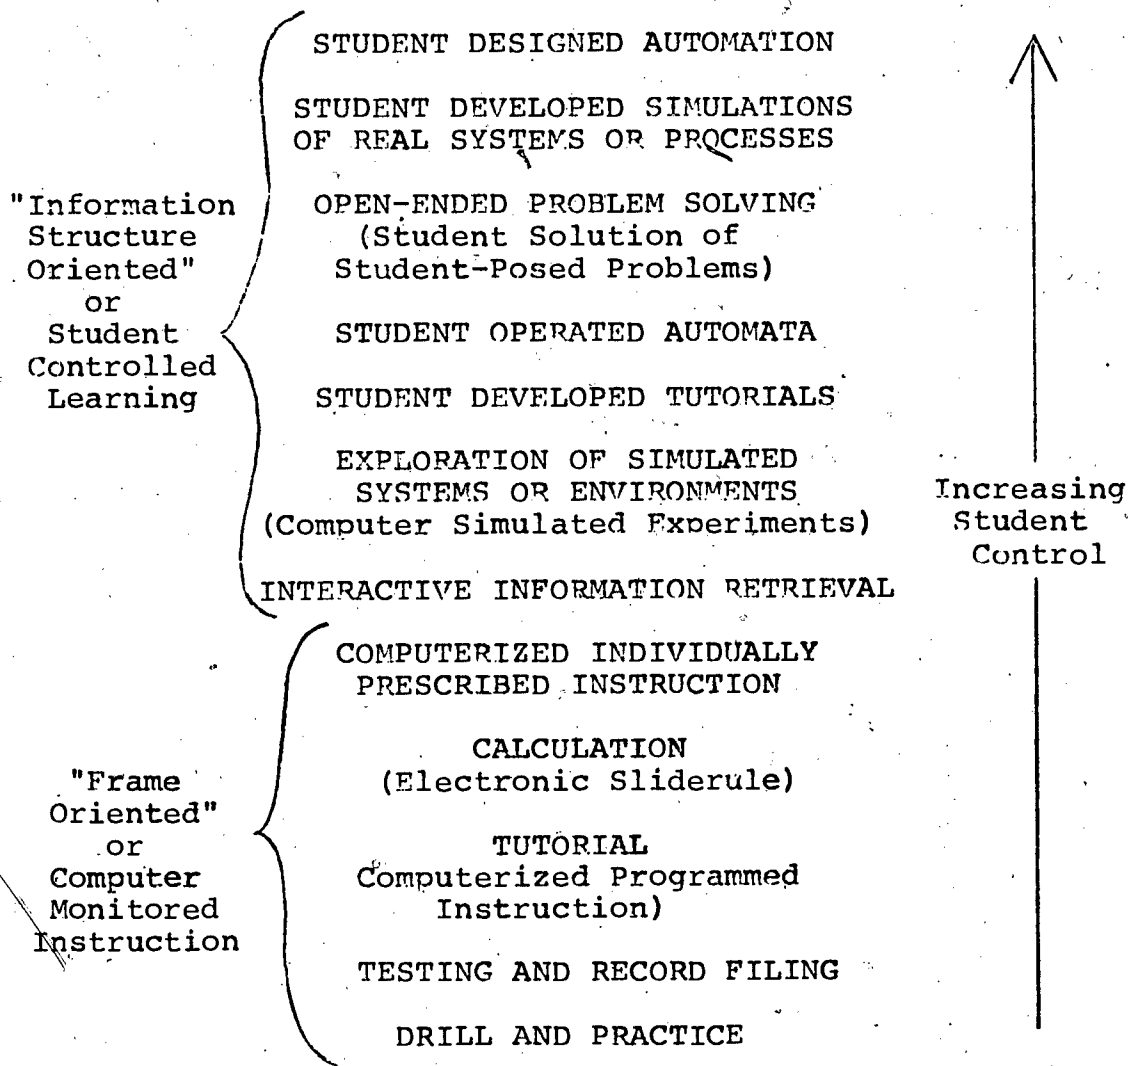 STUDENT DESIGNED AUTOMATION
STUDENT DEVELOPED SIMULATIONS
OF REAL SYSTEMS OR PROCESSES
"Information
Structure
Oriented"
or
Student
Controlled
Learning
OPEN-ENDED PROBLEM SOLVING
(Student Solution of
Student-Posed Problems)
STUDENT OPERATED AUTOMATA
STUDENT DEVELOPED TUTORIALS
EXPLORATION OF SIMULATED
SYSTEMS OR ENVIRONMENTS
(Computer Simulated Experiments)
INTERACTIVE INFORMATION RETRIEVAL
Increasing
Student
Control
"Frame
Oriented"
or
Computer
Monitored
Instruction
COMPUTERIZED INDIVIDUALLY
PRESCRIBED INSTRUCTION
CALCULATION
(Electronic Sliderule)
TUTORIAL
Computerized Programmed
Instruction)
TESTING AND RECORD FILING
DRILL AND PRACTICE